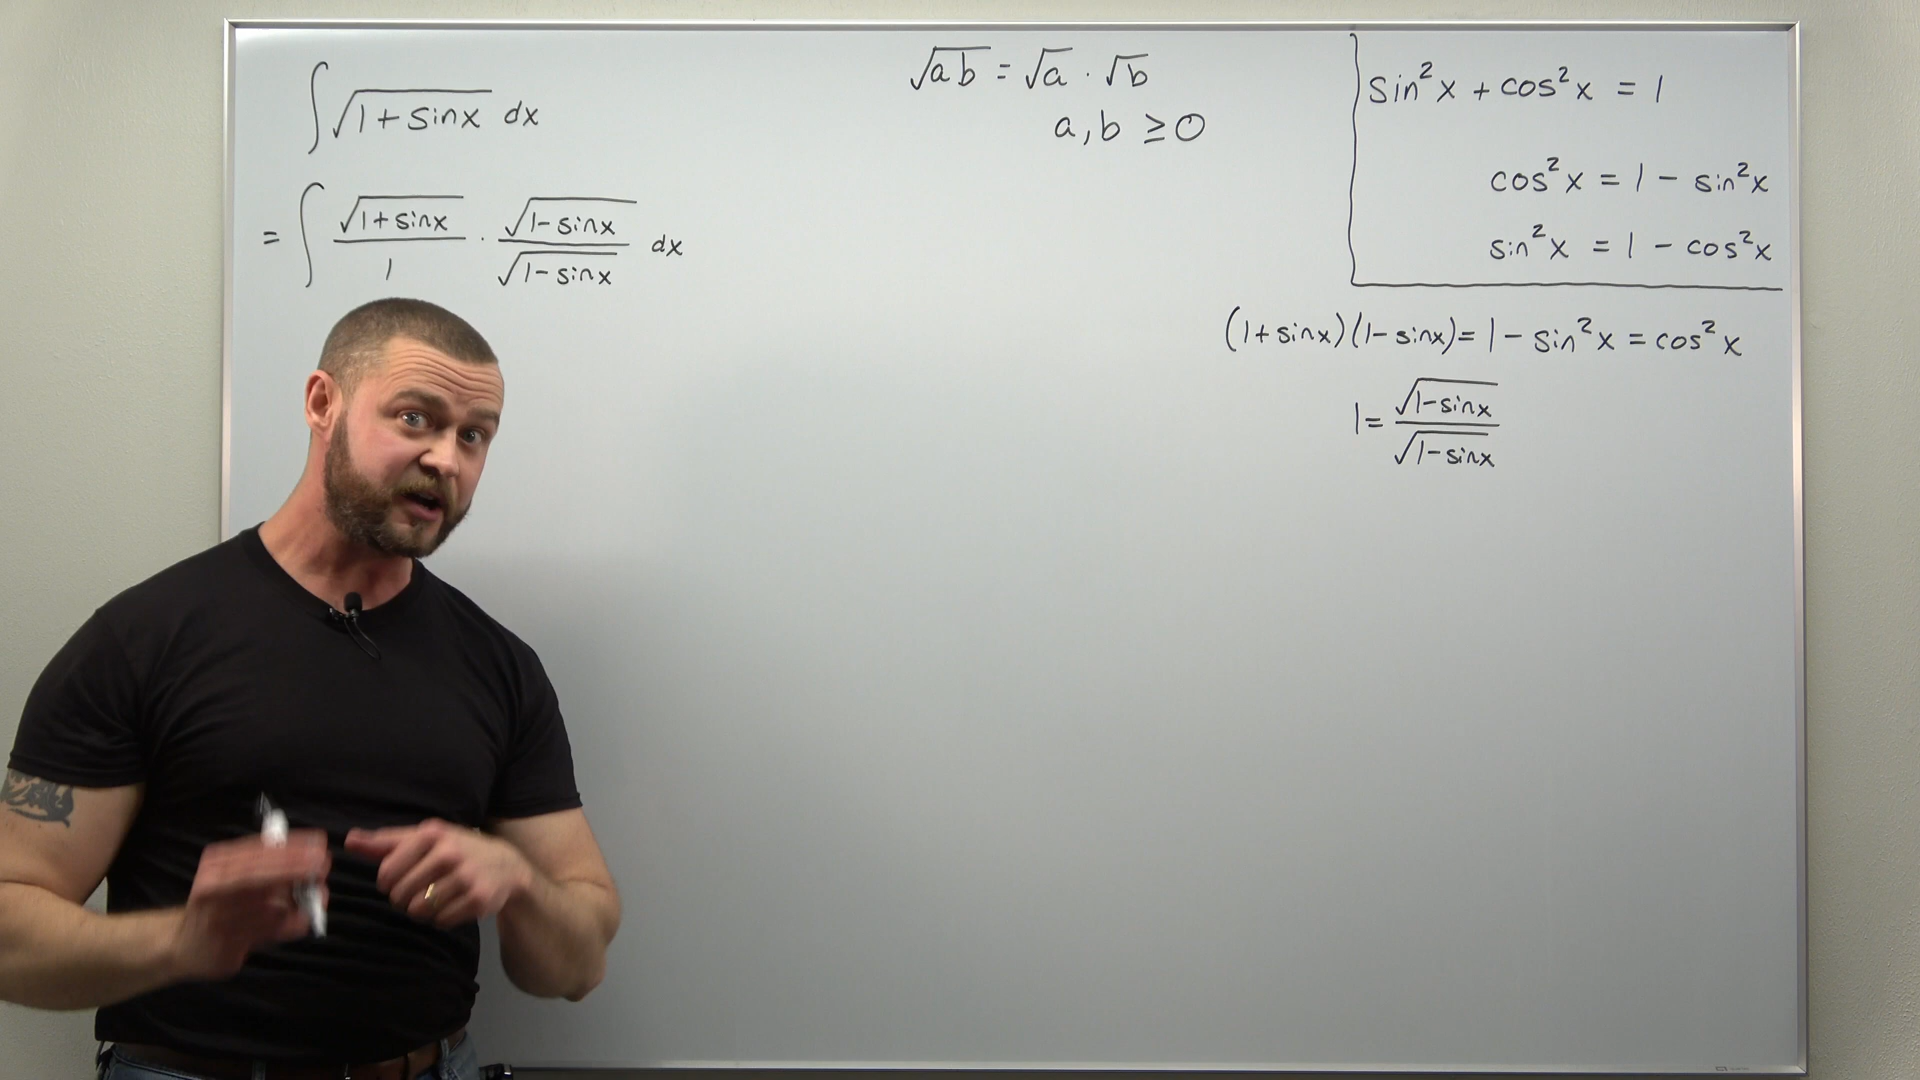 ∫√(1+sinx) dx
= ∫ √(1+sinx)/1 · √(1-sinx)/√(1-sinx) dx
√(ab) = √a · √b
a,b ≥0
sin²x + cos²x = 1
cos²x = 1 - sin²x
sin²x = 1 - cos²x
(1+sinx)(1-sinx)= 1-sin²x = cos²x
1= √(1-sinx)/√(1-sinx)